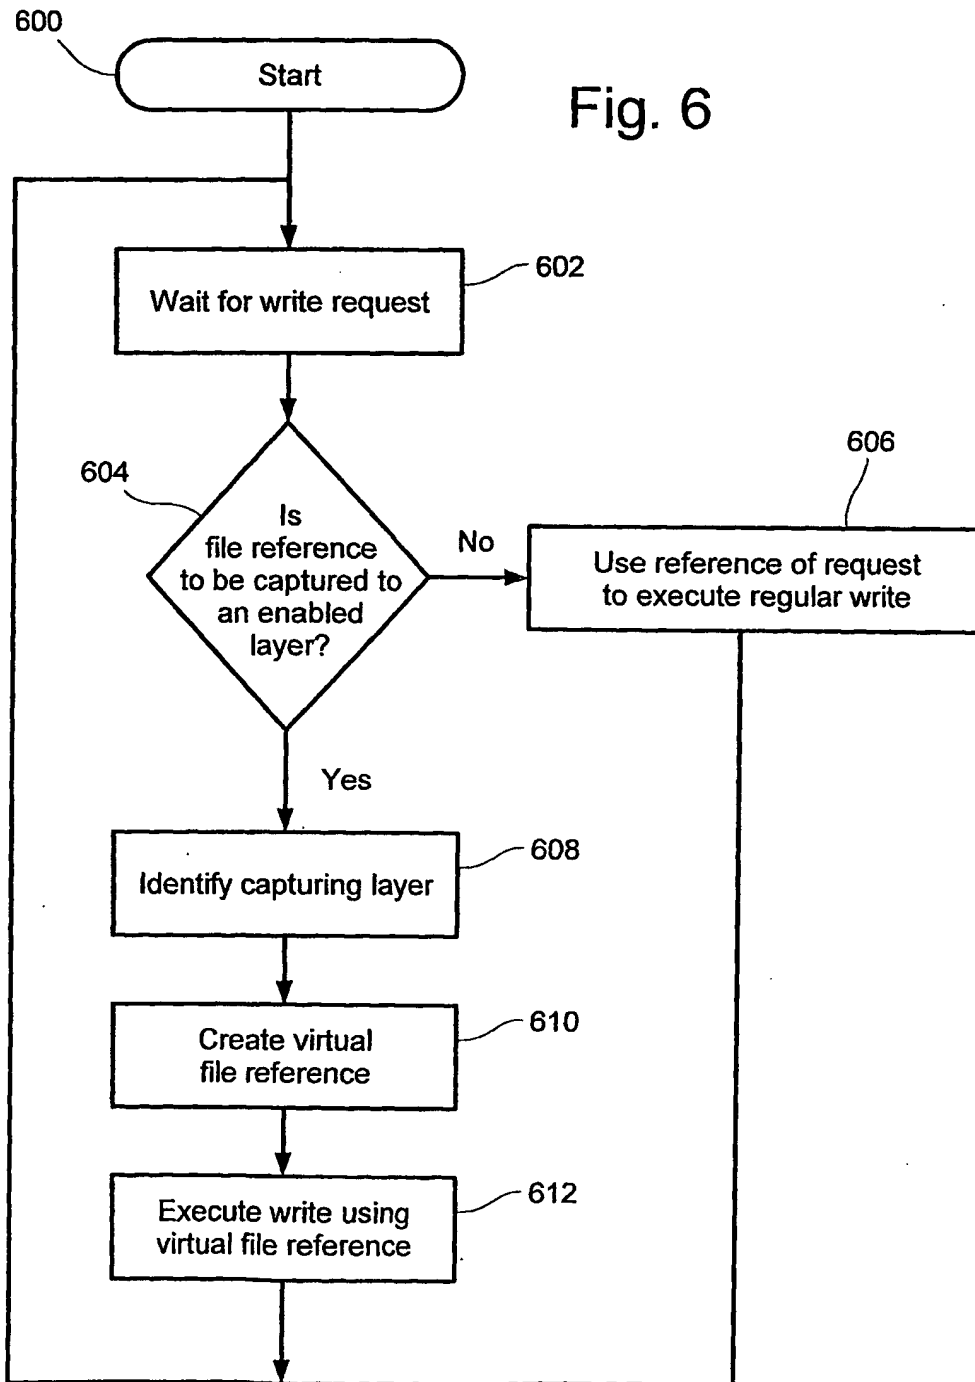 600
Start
Fig. 6
602
Wait for write request
604
606
Is
file reference
to be captured to
an enabled
layer?
No
Use reference of request
to execute regular write
Yes
608
Identify capturing layer
610
Create virtual
file reference
612
Execute write using
virtual file reference